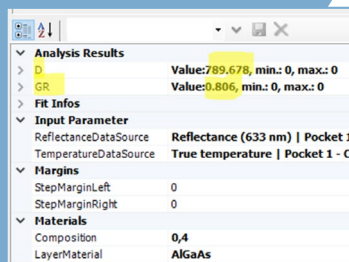 Analysis Results
D Value:789.678, min.: 0, max.: 0
GR Value:0.806, min.: 0, max.: 0
Fit Infos
Input Parameter
ReflectanceDataSource Reflectance (633 nm) | Pocket 1
TemperatureDataSource True temperature | Pocket 1 - C
Margins
StepMarginLeft 0
StepMarginRight 0
Materials
Composition 0,4
LayerMaterial AlGaAs